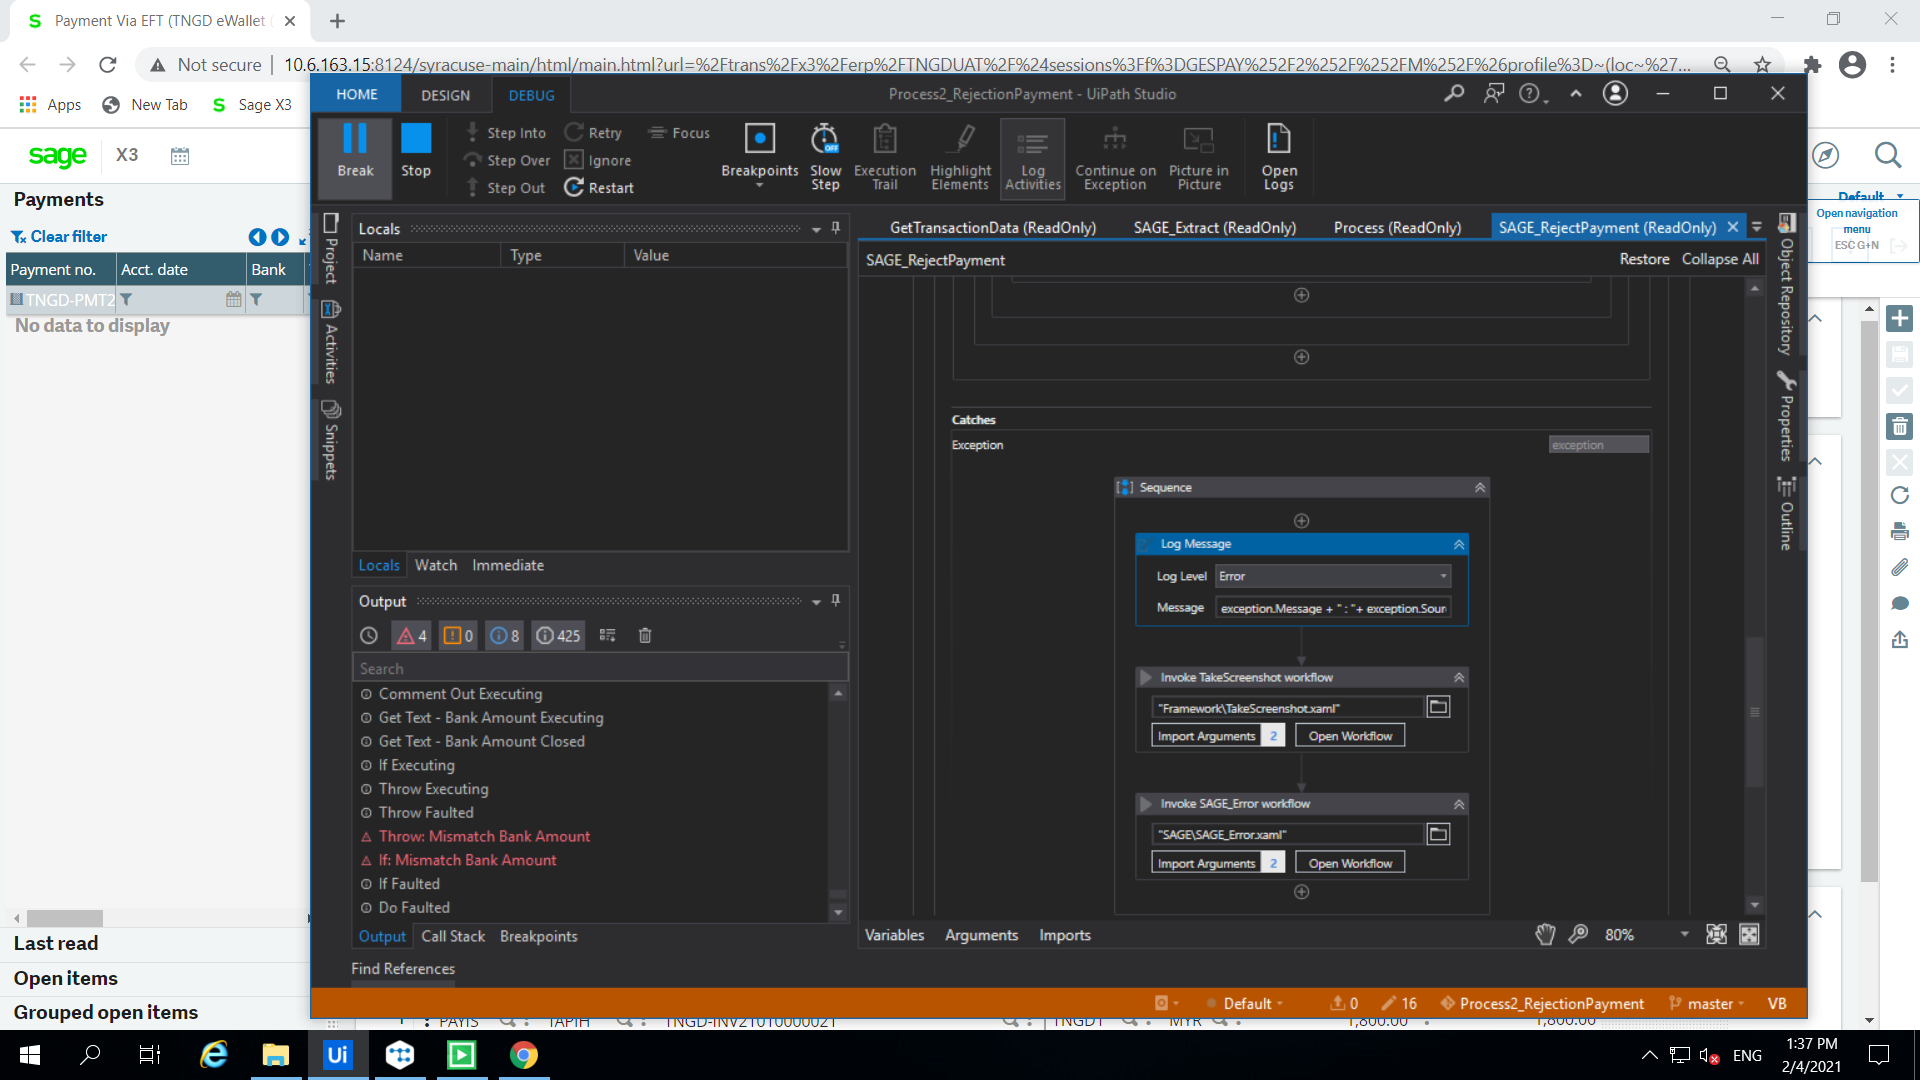 Payment Via EFT (TNGD eWallet (
Not secure
10.6.163.15:8124/syracuse-main/html/main.html?url=%2Ftrans%2Fx3%2Ferp%2FTNGDUAT%2F%24sessions%3Ff%3DGESPAY%252F2%252F%252FM%252F%26profile%3D~(loc~%27...
Apps
New Tab
Sage X3
sage
X3
Payments
Clear filter
Payment no.
Acct. date
Bank
TNGD-PMT2
No data to display
Last read
Open items
Grouped open items
HOME
DESIGN
DEBUG
Process2_RejectionPayment - UiPath Studio
Break
Stop
Step Into
Step Over
Step Out
Retry
Ignore
Restart
Focus
Breakpoints
Slow Step
OFF
Execution Trail
Highlight Elements
Log Activities
Continue on Exception
Picture in Picture
Open Logs
Project
Activities
Snippets
Locals
Name
Type
Value
Locals
Watch
Immediate
Output
4
0
8
425
Search
Comment Out Executing
Get Text - Bank Amount Executing
Get Text - Bank Amount Closed
If Executing
Throw Executing
Throw Faulted
Throw: Mismatch Bank Amount
If: Mismatch Bank Amount
If Faulted
Do Faulted
Output
Call Stack
Breakpoints
Find References
GetTransactionData (ReadOnly)
SAGE_Extract (ReadOnly)
Process (ReadOnly)
SAGE_RejectPayment (ReadOnly)
SAGE_RejectPayment
Restore
Collapse All
Catches
Exception
exception
Sequence
Log Message
Log Level
Error
Message
exception.Message + " : "+ exception.Sour
Invoke TakeScreenshot workflow
"Framework\TakeScreenshot.xaml"
Import Arguments
2
Open Workflow
Invoke SAGE_Error workflow
"SAGE\SAGE_Error.xaml"
Import Arguments
2
Open Workflow
Variables
Arguments
Imports
80%
Object Repository
Properties
Outline
Default
Open navigation menu
ESC G+N
Default
0
16
Process2_RejectionPayment
master
VB
PAYIS
TAPIH
TNGD-INV21010000021
TNGDT
MYR
1,800.00
1,800.00
Ui
ENG
1:37 PM
2/4/2021